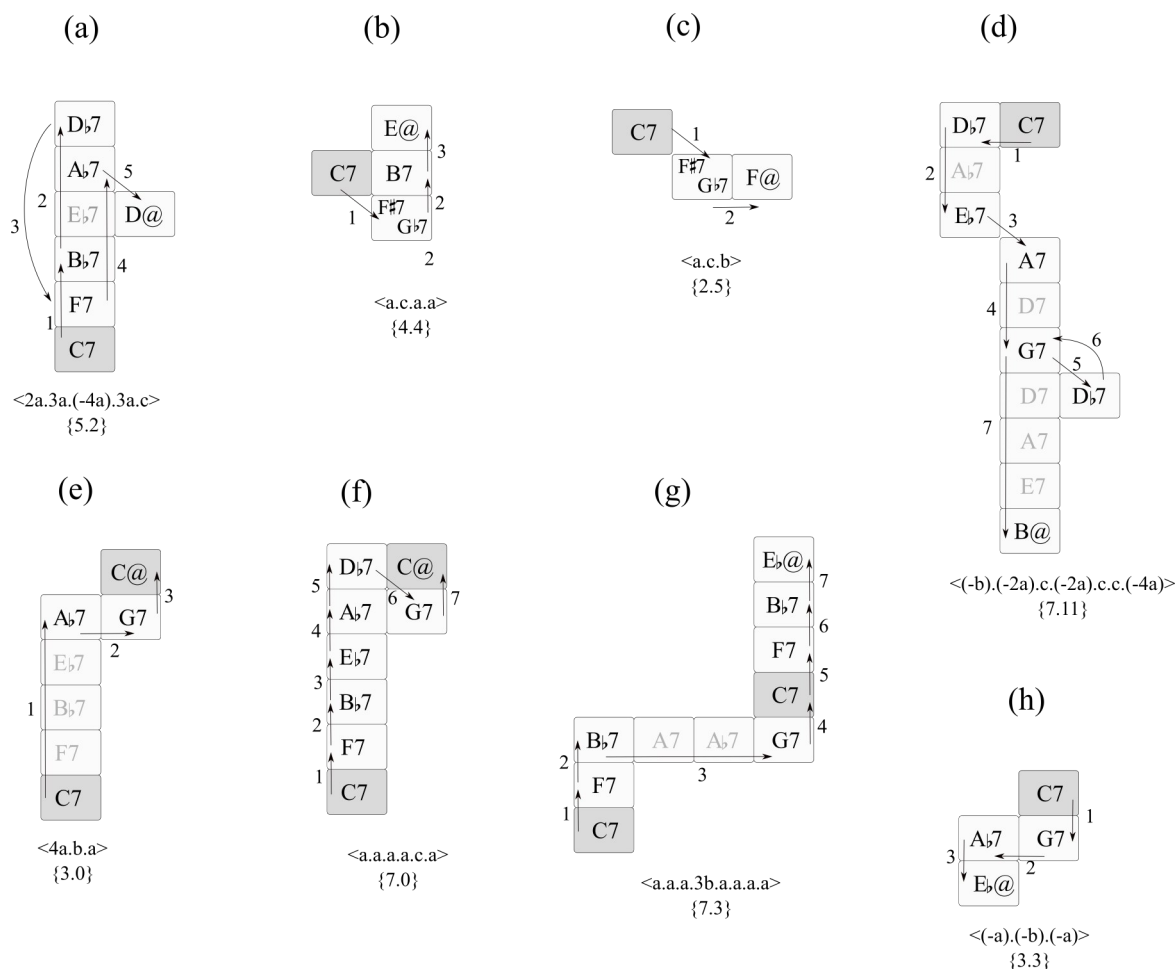 (a)
D♭7
A♭7
5
2
E♭7
D@
3
B♭7
4
F7
1
C7
<2a.3a.(-4a).3a.c>
{5.2}
(b)
E@
3
C7
B7
1
F♯7
2
G♭7
2
<a.c.a.a>
{4.4}
(c)
C7
1
F♯7
G♭7
F@
2
<a.c.b>
{2.5}
(d)
D♭7
C7
1
2
A♭7
E♭7
3
A7
4
D7
G7
6
5
D7
D♭7
7
A7
E7
B@
<(-b).(-2a).c.(-2a).c.c.(-4a)>
{7.11}
(e)
C@
3
A♭7
G7
2
E♭7
1
B♭7
F7
C7
<4a.b.a>
{3.0}
(f)
D♭7
C@
5
6
7
A♭7
G7
4
E♭7
3
B♭7
2
F7
1
C7
<a.a.a.a.c.a>
{7.0}
(g)
E♭@
7
B♭7
6
F7
5
C7
4
B♭7
A7
A♭7
G7
2
3
F7
1
C7
<a.a.a.3b.a.a.a.a>
{7.3}
(h)
C7
1
A♭7
G7
3
2
E♭@
<(-a).(-b).(-a)>
{3.3}